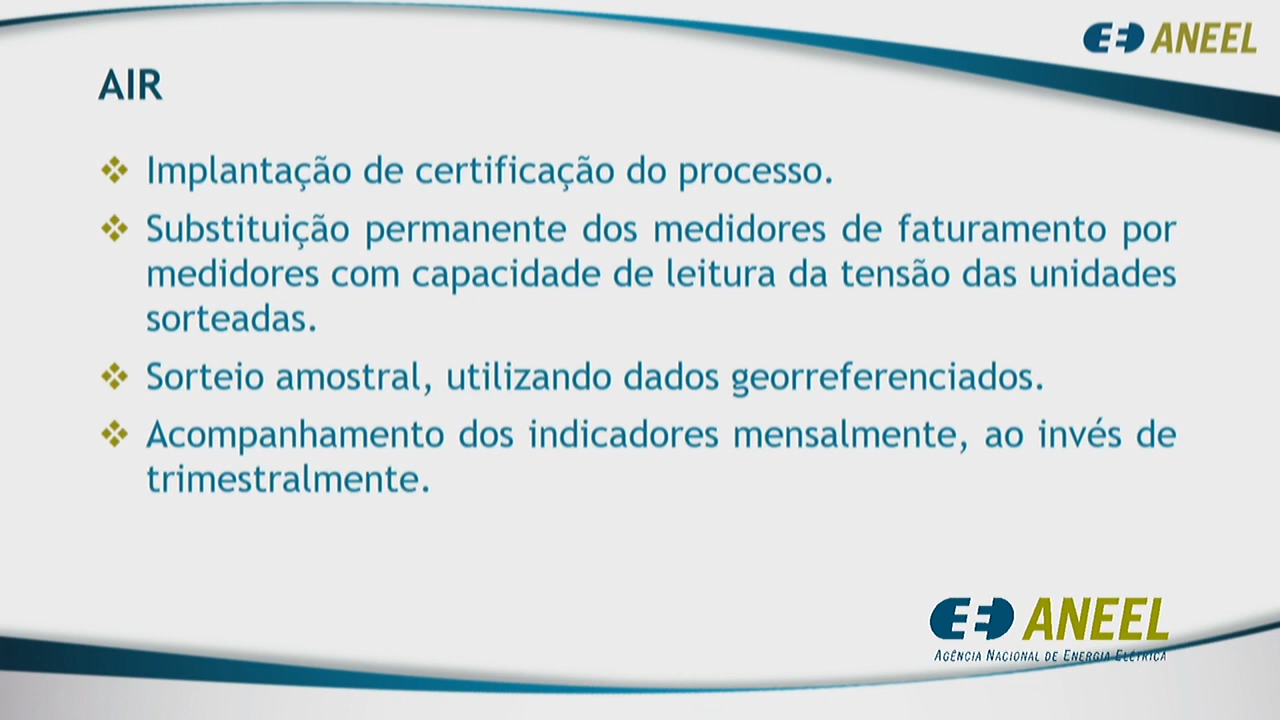 ANEEL
AIR
Implantação de certificação do processo.
Substituição permanente dos medidores de faturamento por
medidores com capacidade de leitura da tensão das unidades
sorteadas.
Sorteio amostral, utilizando dados georreferenciados.
Acompanhamento dos indicadores mensalmente, ao invés de
trimestralmente.
ANEEL
AGÊNCIA NACIONAL DE ENERGIA ELÉTRICA